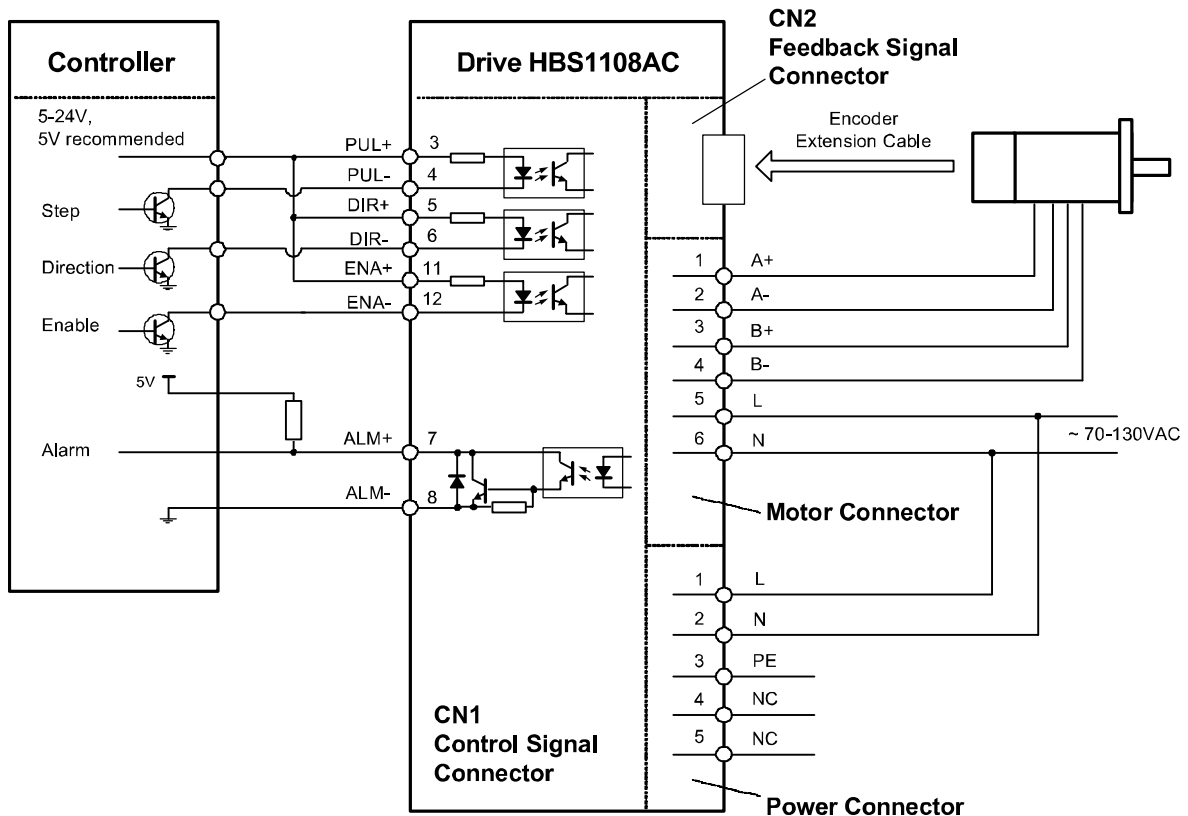 Controller
5-24V,
5V recommended
Step
Direction
Enable
5V
Alarm
Drive HBS1108AC
PUL+ 3
PUL- 4
DIR+ 5
DIR- 6
ENA+ 11
ENA- 12
ALM+ 7
ALM- 8
CN1
Control Signal
Connector
CN2
Feedback Signal
Connector
Encoder
Extension Cable
1 A+
2 A-
3 B+
4 B-
5 L
6 N
~ 70-130VAC
Motor Connector
1 L
2 N
3 PE
4 NC
5 NC
Power Connector